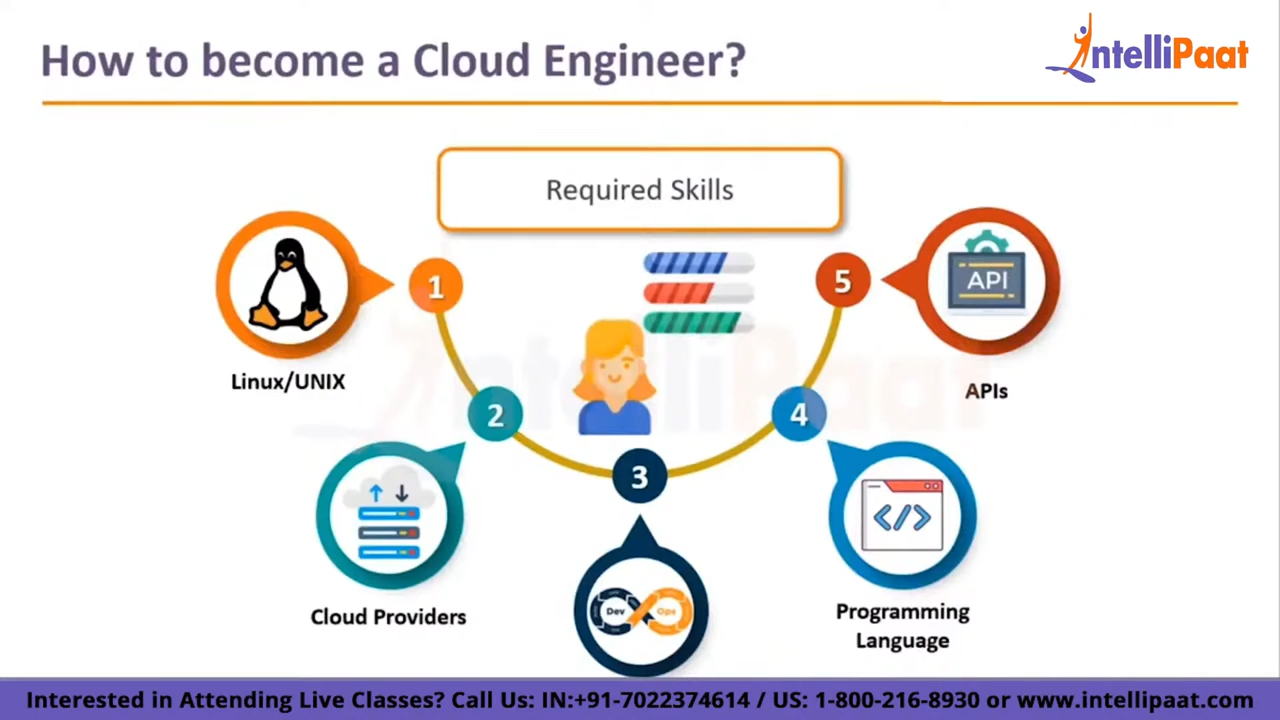 How to become a Cloud Engineer?
IntelliPaat
Required Skills
1
5
API
Linux/UNIX
APIs
2
4
3
IntelliPaat
Cloud Providers
Dev Ops
</>
Programming
Language
Interested in Attending Live Classes? Call Us: IN:+91-7022374614 / US: 1-800-216-8930 or www.intellipaat.com